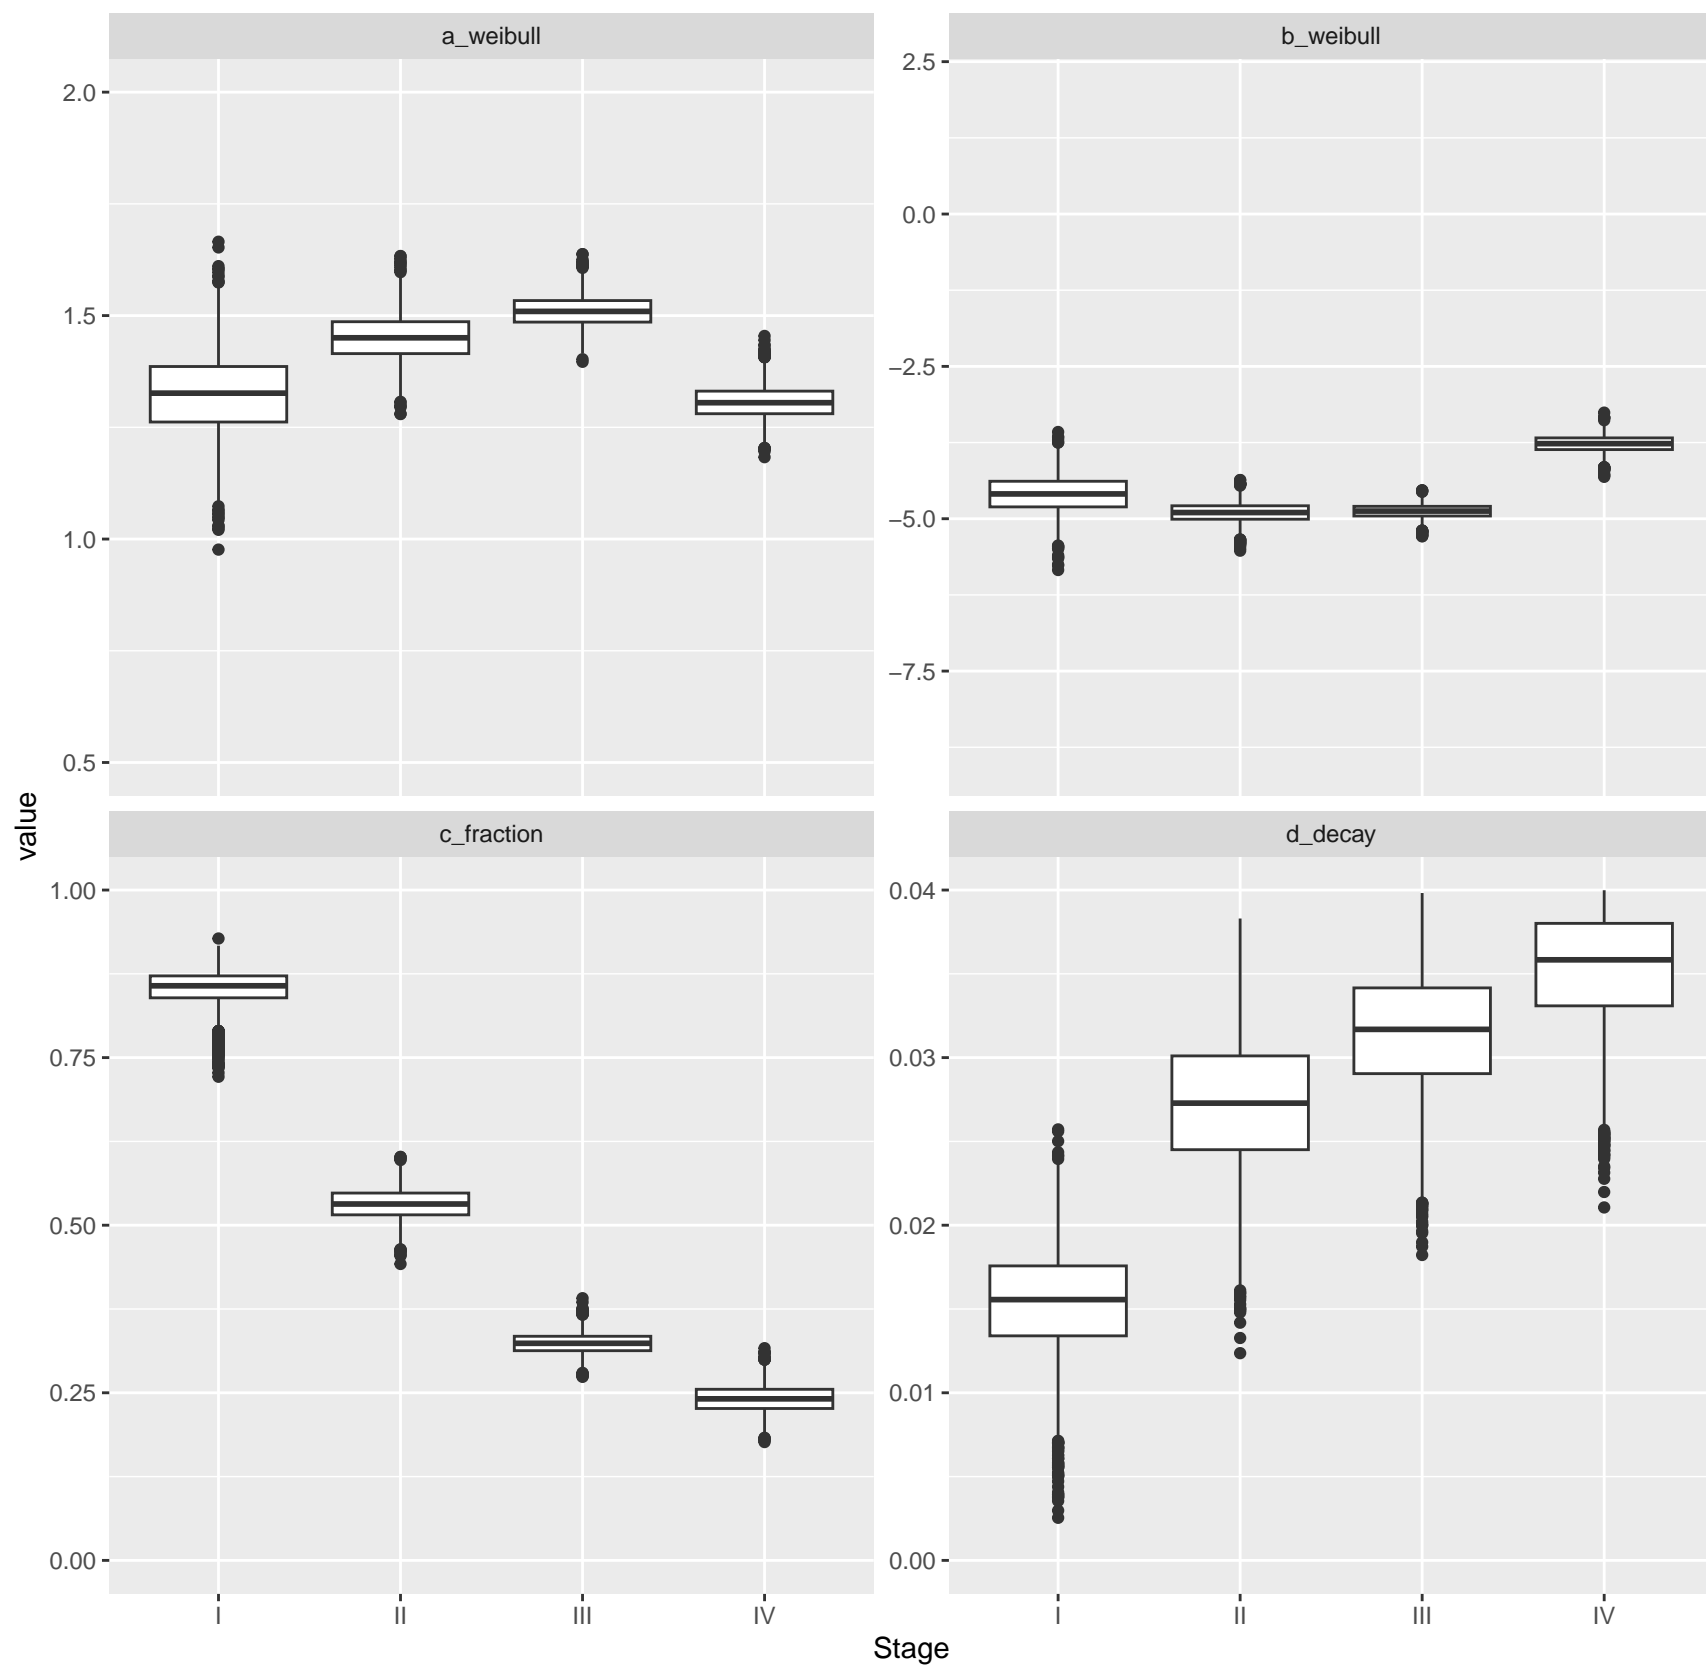 a_weibull
b_weibull
2.0
1.5
1.0
0.5
2.5
0.0
−2.5
−5.0
−7.5
value
c_fraction
d_decay
1.00
0.75
0.50
0.25
0.00
0.04
0.03
0.02
0.01
0.00
I II III IV
I II III IV
Stage